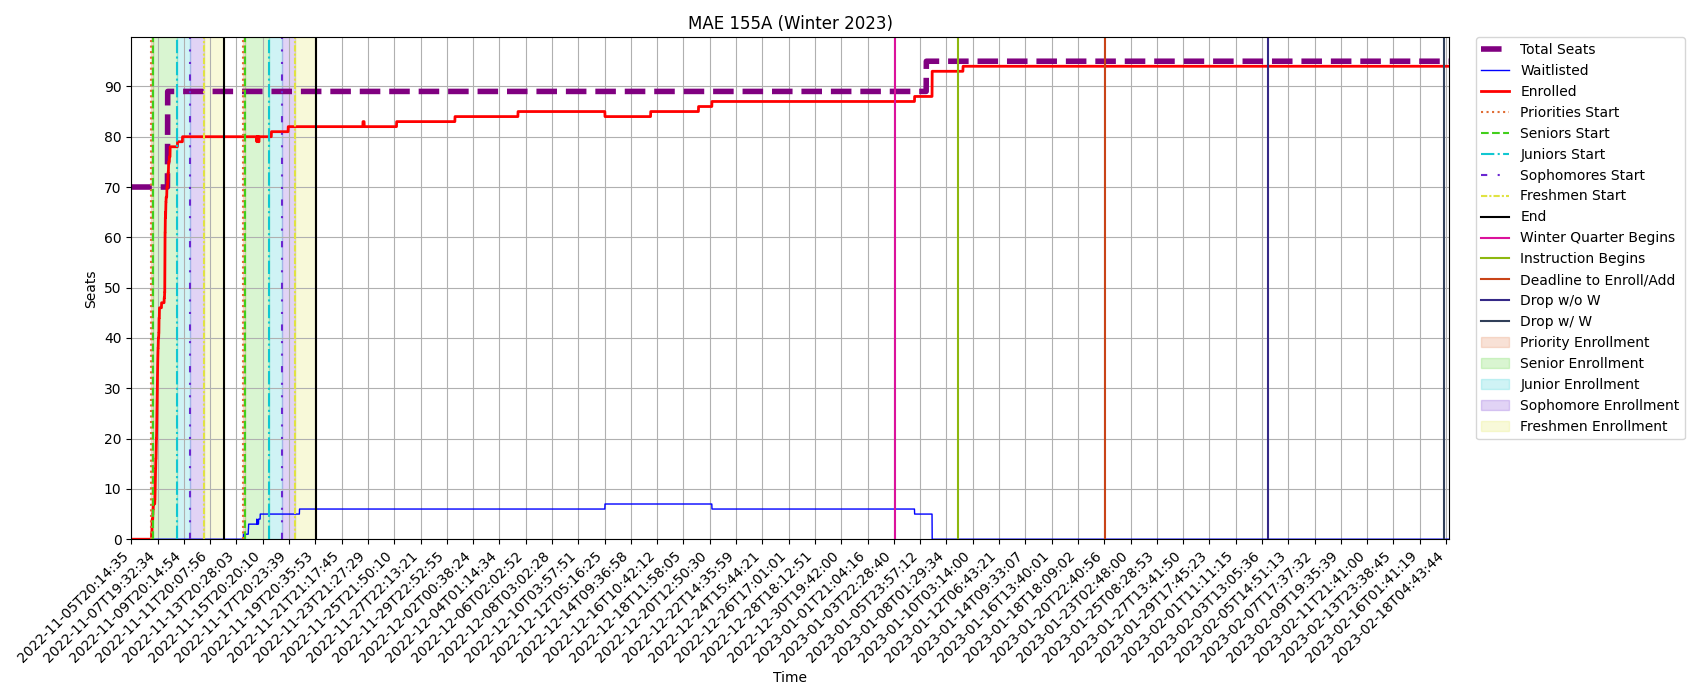 MAE 155A (Winter 2023)
Seats
90
80
70
60
50
40
30
20
10
0
2022-11-05T20:14:35
2022-11-07T19:32:34
2022-11-09T20:14:54
2022-11-11T20:07:56
2022-11-13T20:28:03
2022-11-15T20:20:10
2022-11-17T20:23:39
2022-11-19T20:35:53
2022-11-21T21:17:45
2022-11-23T21:27:29
2022-11-25T21:50:10
2022-11-27T22:13:21
2022-11-29T22:52:55
2022-12-02T00:38:24
2022-12-04T01:14:34
2022-12-06T02:02:52
2022-12-08T03:02:28
2022-12-10T03:57:51
2022-12-12T05:16:25
2022-12-14T09:36:58
2022-12-16T10:42:12
2022-12-18T11:58:05
2022-12-20T12:50:30
2022-12-22T14:35:59
2022-12-24T15:44:21
2022-12-26T17:01:01
2022-12-28T18:12:51
2022-12-30T19:42:00
2023-01-01T21:04:16
2023-01-03T22:28:40
2023-01-05T23:57:12
2023-01-08T01:29:34
2023-01-10T03:14:00
2023-01-12T06:43:21
2023-01-14T09:33:07
2023-01-16T13:40:01
2023-01-18T18:09:02
2023-01-20T22:40:56
2023-01-23T02:48:00
2023-01-25T08:28:53
2023-01-27T13:41:50
2023-01-29T17:45:23
2023-02-01T11:11:15
2023-02-03T13:05:36
2023-02-05T14:51:13
2023-02-07T17:37:32
2023-02-09T19:35:39
2023-02-11T21:41:00
2023-02-13T23:38:45
2023-02-16T01:41:19
2023-02-18T04:43:44
Time
Total Seats
Waitlisted
Enrolled
Priorities Start
Seniors Start
Juniors Start
Sophomores Start
Freshmen Start
End
Winter Quarter Begins
Instruction Begins
Deadline to Enroll/Add
Drop w/o W
Drop w/ W
Priority Enrollment
Senior Enrollment
Junior Enrollment
Sophomore Enrollment
Freshmen Enrollment